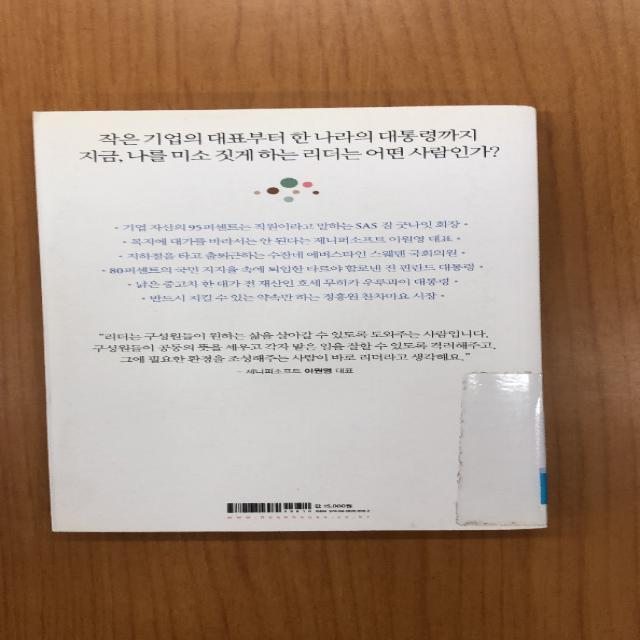 작은 기업의 대표부터 한 나라의 대통령까지
지금, 나를 미소 짓게 하는 리더는 어떤 사람인가?
· 기업 자산의 95퍼센트는 직원이라고 말하는 SAS 짐 굿나잇 회장 ·
· 복지에 대가를 바라서는 안 된다는 제니퍼소프트 이원영 대표 ·
· 지하철을 타고 출퇴근하는 수잔네 에버스타인 스웨덴 국회의원 ·
· 80퍼센트의 국민 지지율 속에 퇴임한 타르야 할로넨 전 핀란드 대통령 ·
· 낡은 중고차 한 대가 전 재산인 호세 무히카 우루과이 대통령 ·
· 반드시 지킬 수 있는 약속만 하는 정흥원 찬차마요 시장 ·
“리더는 구성원들이 원하는 삶을 살아갈 수 있도록 도와주는 사람입니다.
구성원들이 공동의 뜻을 세우고 각자 맡은 일을 잘할 수 있도록 격려해주고,
그에 필요한 환경을 조성해주는 사람이 바로 리더라고 생각해요.”
- 제니퍼소프트 이원영 대표
값 15,000원